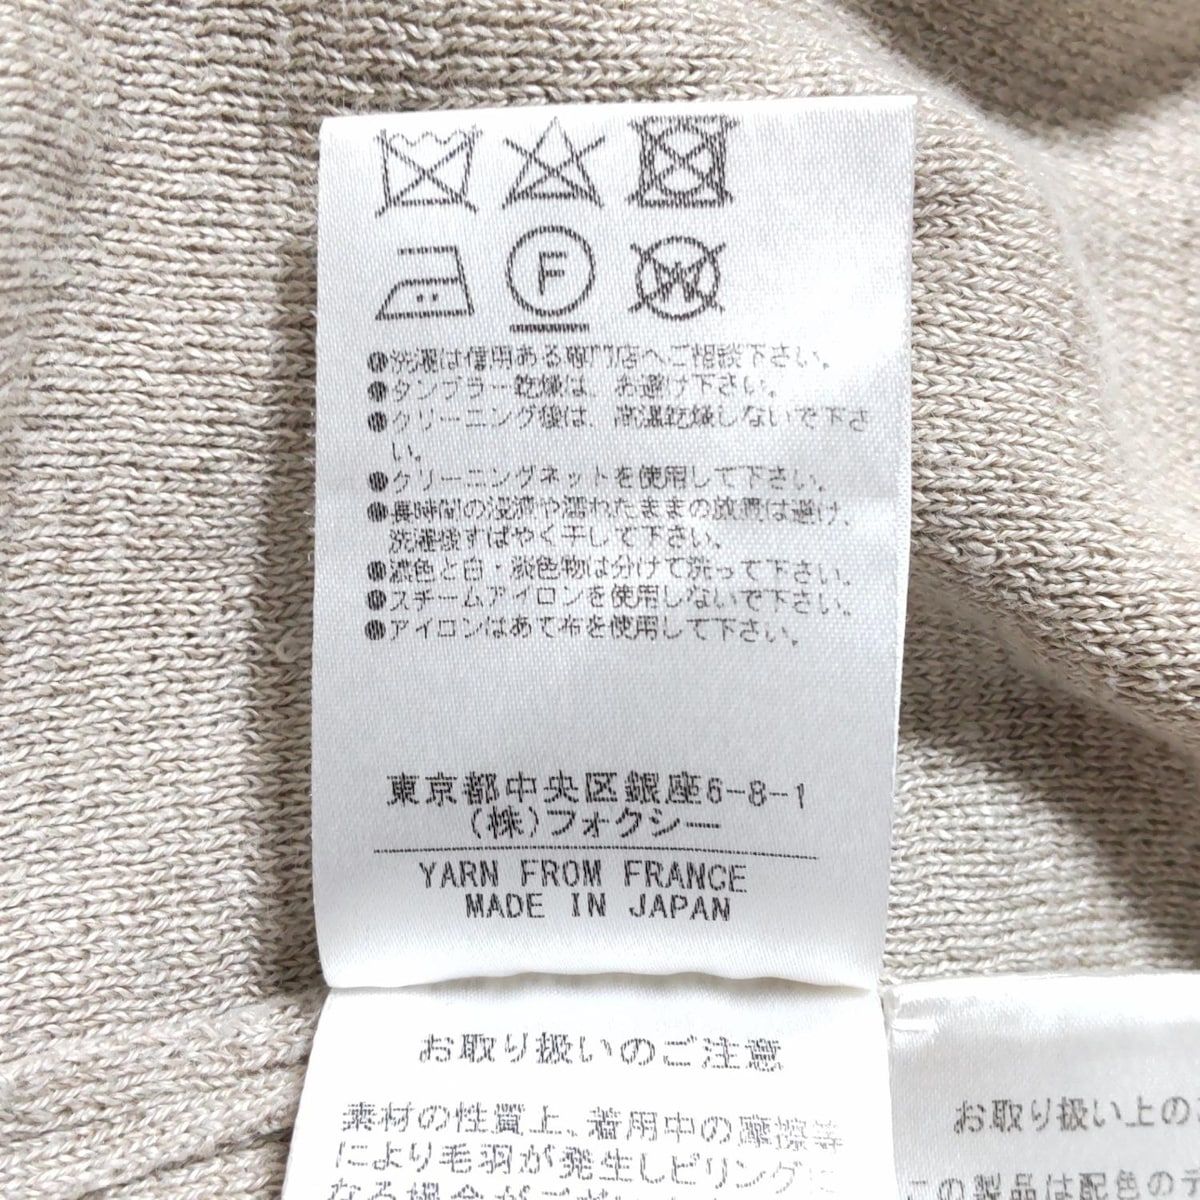 F
W
●洗濯は信用ある専門店へご相談下さい。
●タンブラー乾燥は、お避け下さい。
●クリーニング後は、高温乾燥しないで下さ
い。
●クリーニングネットを使用して下さい。
●長時間の浸漬や濡れたままの放置は避け、
洗濯後すばやく干して下さい。
●濃色と白・淡色物は分けて洗って下さい。
●スチームアイロンを使用しないで下さい。
●アイロンはあて布を使用して下さい。
東京都中央区銀座6-8-1
(株)フォクシー
YARN FROM FRANCE
MADE IN JAPAN
お取り扱いのご注意
素材の性質上、着用中の摩擦等
により毛羽が発生しピリングに
なる場合がござい
お取り扱い上の
この製品は配色の